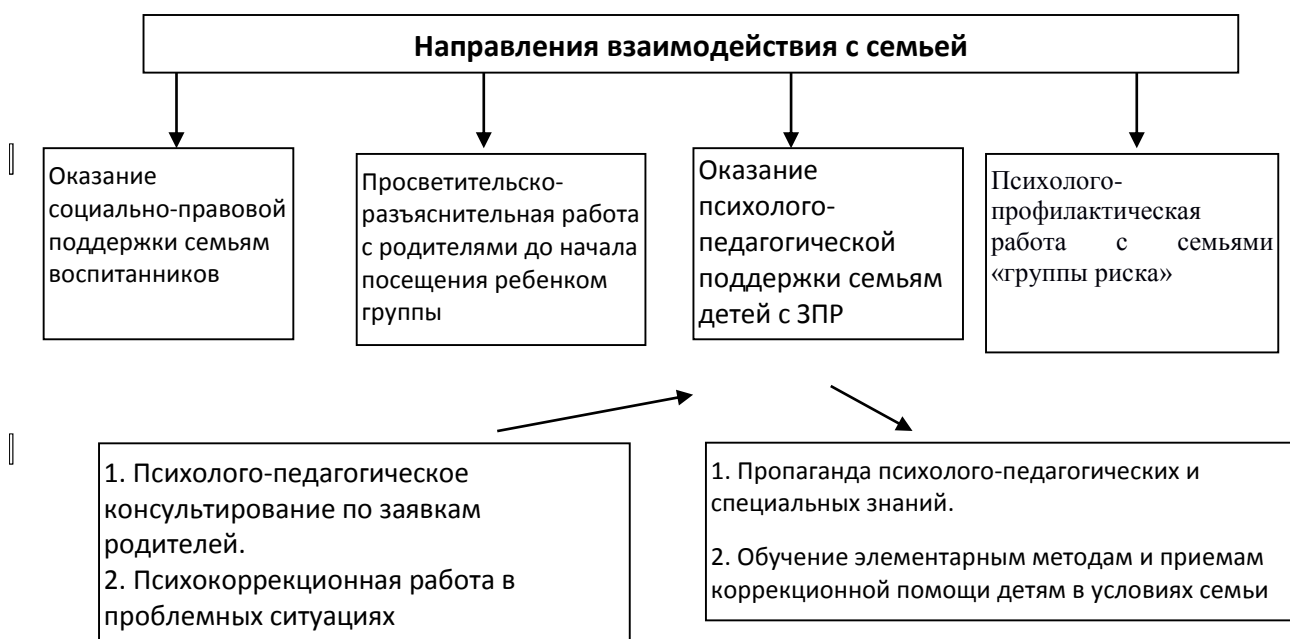 Направления взаимодействия с семьей
Оказание
социально-правовой
поддержки семьям
воспитанников
Просветительско-
разъяснительная работа
с родителями до начала
посещения ребенком
группы
Оказание
психолого-
педагогической
поддержки семьям
детей с ЗПР
Психолого-
профилактическая
работа с семьями
«группы риска»
1. Психолого-педагогическое
консультирование по заявкам
родителей.
2. Психокоррекционная работа в
проблемных ситуациях
1. Пропаганда психолого-педагогических и
специальных знаний.
2. Обучение элементарным методам и приемам
коррекционной помощи детям в условиях семьи